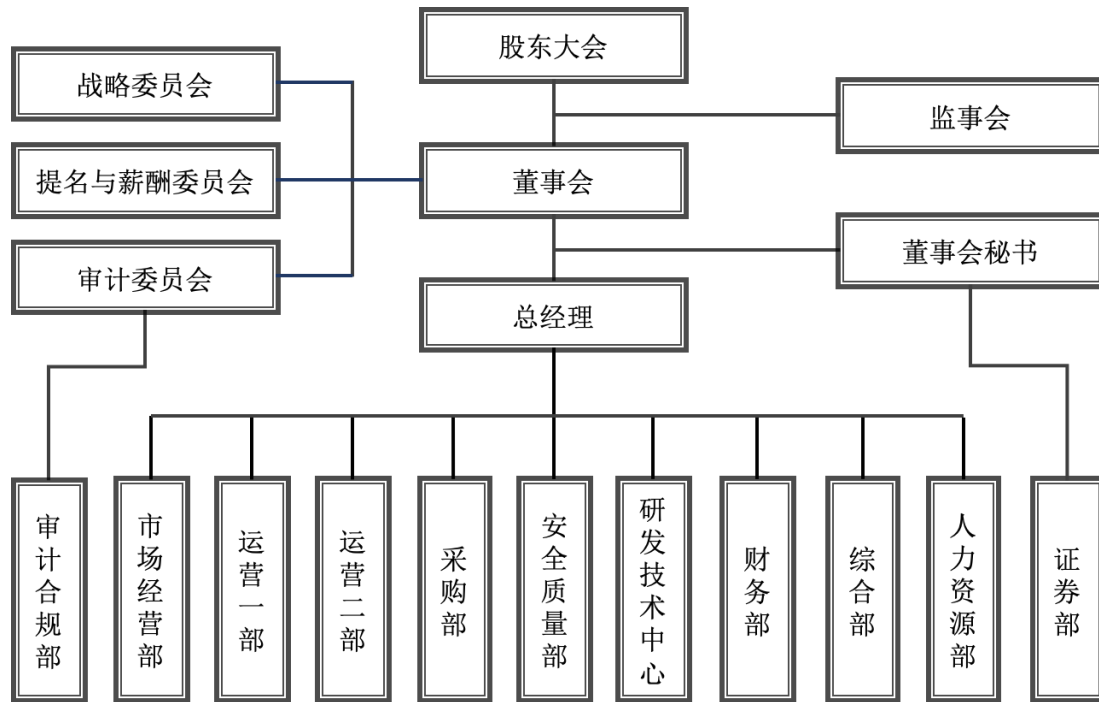 股东大会
战略委员会
监事会
提名与薪酬委员会
董事会
审计委员会
董事会秘书
总经理
审计合规部
市场经营部
运营一部
运营二部
采购部
安全质量部
研发技术中心
财务部
综合部
人力资源部
证券部